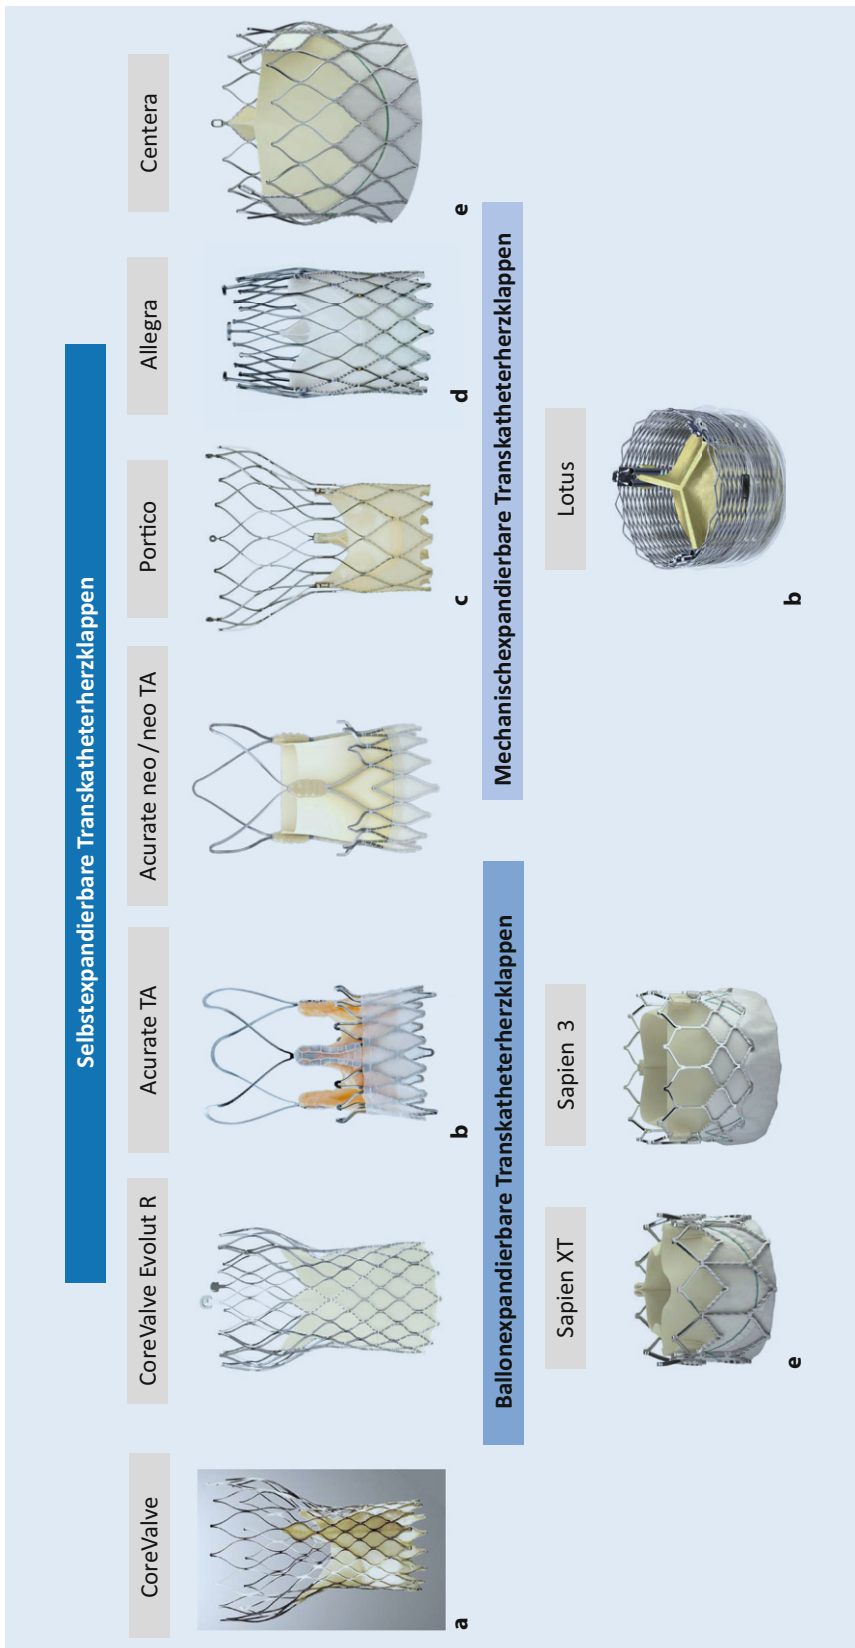 Selbstexpandierbare Transkatheterherzklappen
CoreValve
CoreValve Evolut R
Acurate TA
Acurate neo / neo TA
Portico
Allegra
Centera
a
b
c
d
e
Ballonexpandierbare Transkatheterherzklappen
Mechanischexpandierbare Transkatheterherzklappen
Sapien XT
Sapien 3
Lotus
e
b